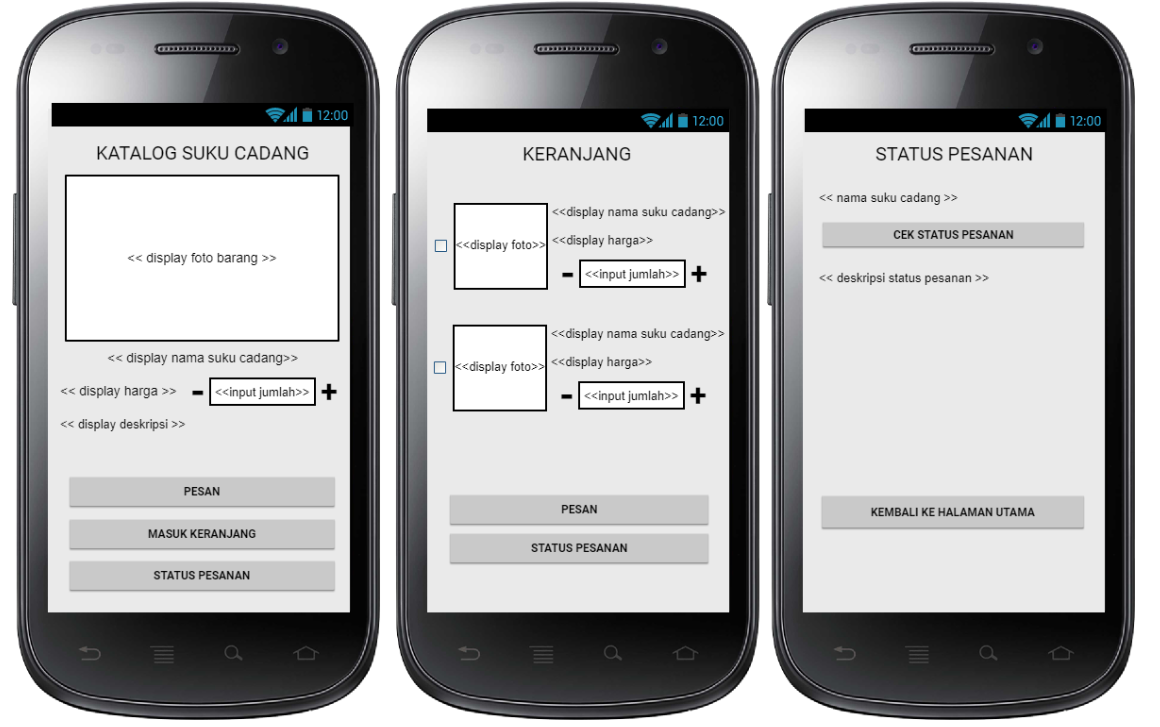 12:00
KATALOG SUKU CADANG
<< display foto barang >>
<< display nama suku cadang>>
<< display harga >> - <<input jumlah>> +
<< display deskripsi >>
PESAN
MASUK KERANJANG
STATUS PESANAN
12:00
KERANJANG
<<display foto>>
<<display nama suku cadang>>
<<display harga>>
- <<input jumlah>> +
<<display foto>>
<<display nama suku cadang>>
<<display harga>>
- <<input jumlah>> +
PESAN
STATUS PESANAN
12:00
STATUS PESANAN
<< nama suku cadang >>
CEK STATUS PESANAN
<< deskripsi status pesanan >>
KEMBALI KE HALAMAN UTAMA